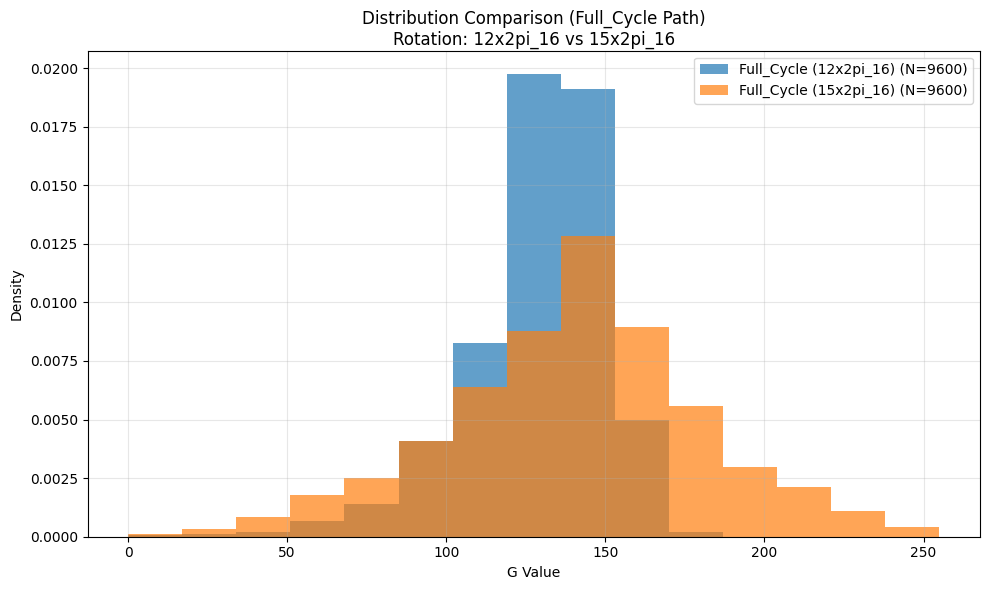 Distribution Comparison (Full_Cycle Path)
Rotation: 12x2pi_16 vs 15x2pi_16
Full_Cycle (12x2pi_16) (N=9600)
Full_Cycle (15x2pi_16) (N=9600)
Density
0.0200
0.0175
0.0150
0.0125
0.0100
0.0075
0.0050
0.0025
0.0000
0
50
100
150
200
250
G Value